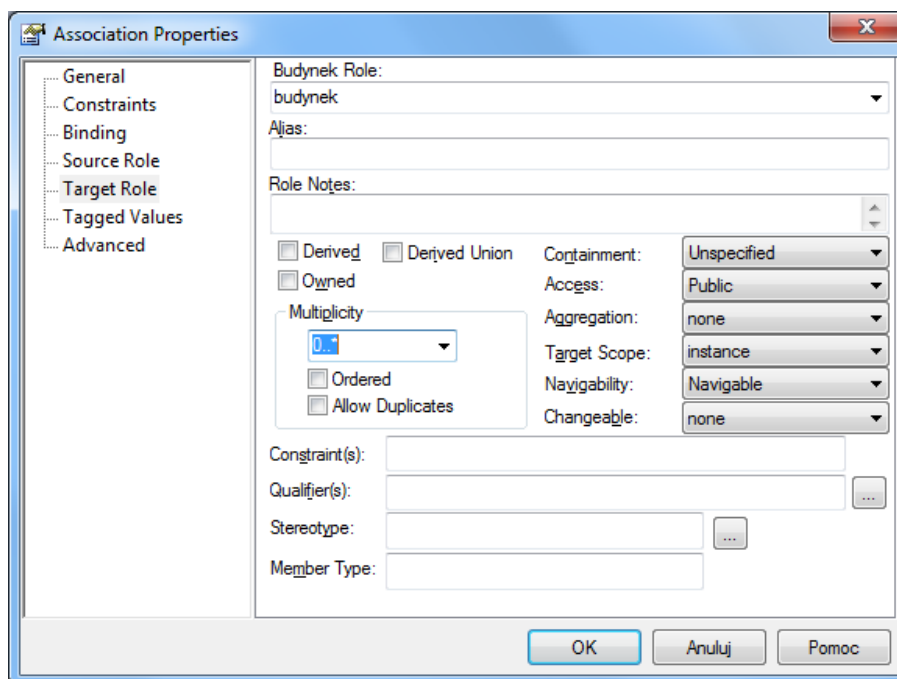 Association Properties
General
Constraints
Binding
Source Role
Target Role
Tagged Values
Advanced
Budynek Role:
budynek
Alias:
Role Notes:
Derived Derived Union
Owned
Multiplicity
0..*
Ordered
Allow Duplicates
Containment: Unspecified
Access: Public
Aggregation: none
Target Scope: instance
Navigability: Navigable
Changeable: none
Constraint(s):
Qualifier(s): ...
Stereotype: ...
Member Type:
OK Anuluj Pomoc